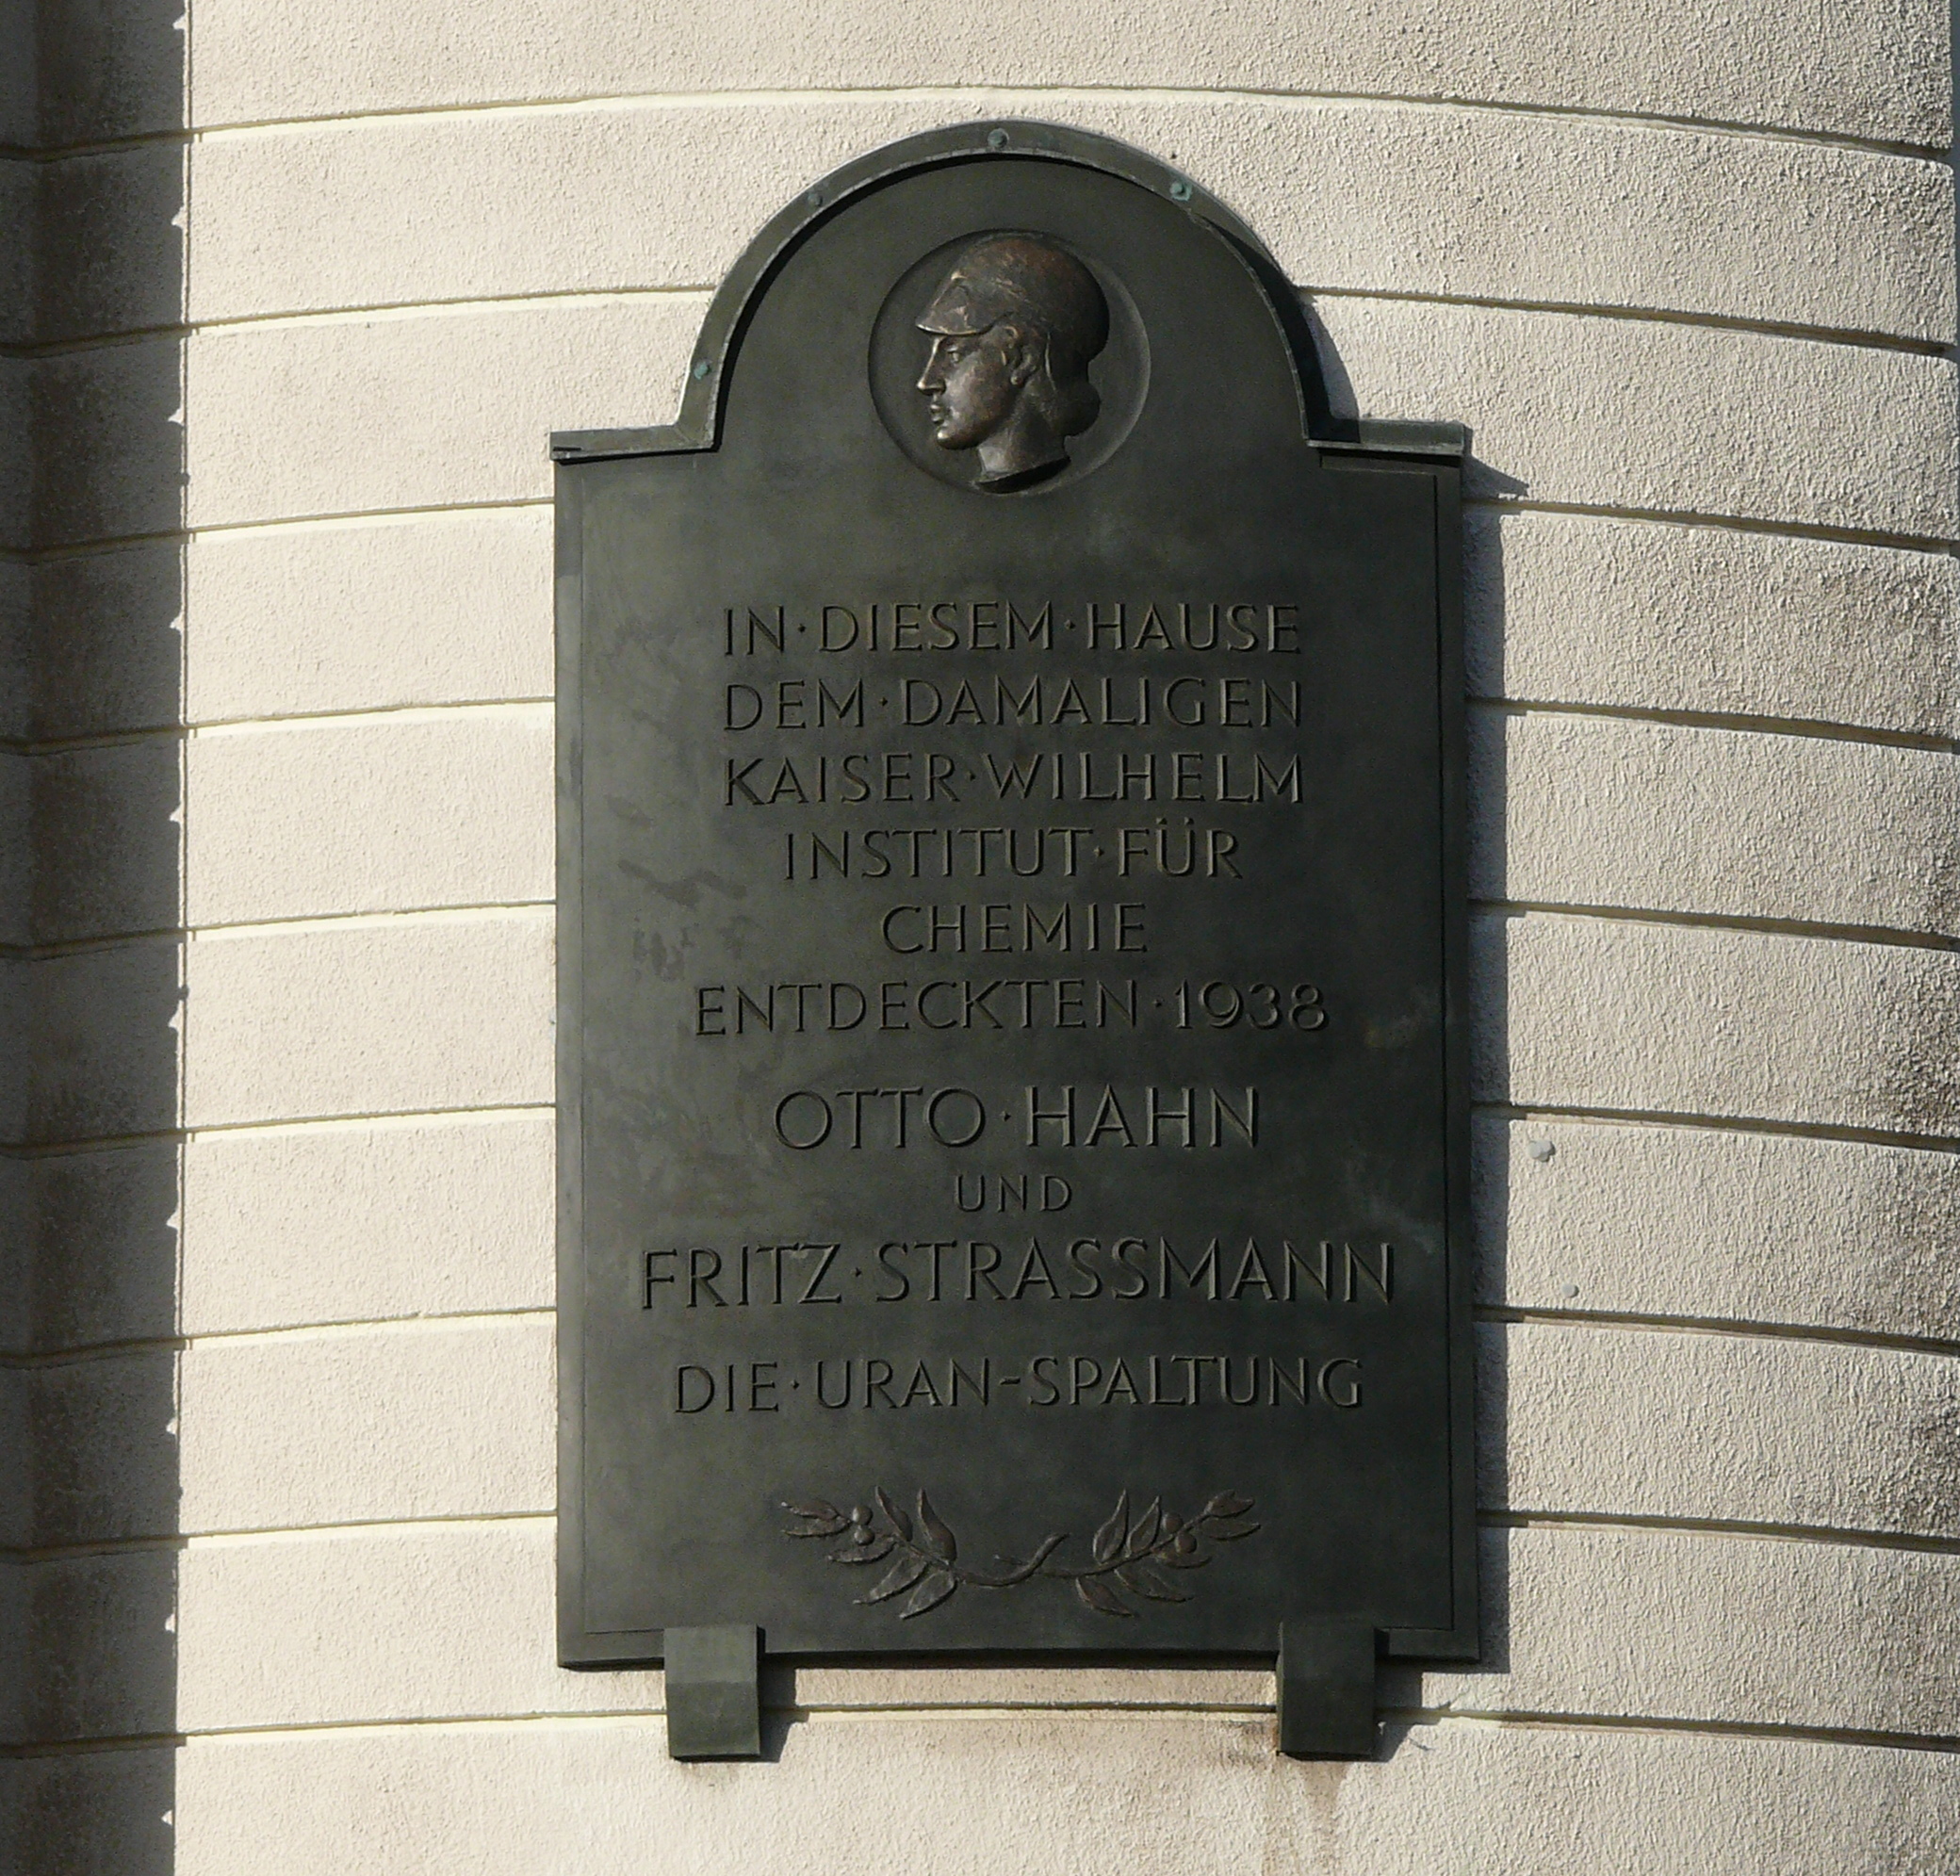 IN·DIESEM·HAUSE
DEM·DAMALIGEN
KAISER·WILHELM
INSTITUT·FÜR
CHEMIE
ENTDECKTEN·1938
OTTO·HAHN
UND
FRITZ·STRASSMANN
DIE·URAN-SPALTUNG